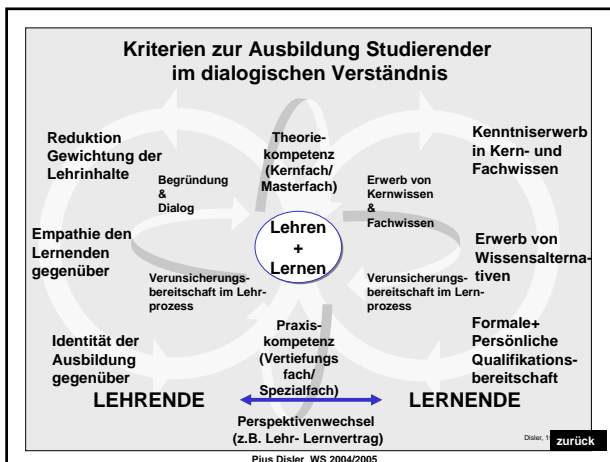 Kriterien zur Ausbildung Studierender
im dialogischen Verständnis
Reduktion
Gewichtung der
Lehrinhalte
Theorie-
kompetenz
(Kernfach/
Masterfach)
Kenntniserwerb
in Kern- und
Fachwissen
Begründung
&
Dialog
Erwerb von
Kernwissen
&
Fachwissen
Empathie den
Lernenden
gegenüber
Lehren
+
Lernen
Erwerb von
Wissensalterna-
tiven
Verunsicherungs-
bereitschaft im Lehr-
prozess
Verunsicherungs-
bereitschaft im Lern-
prozess
Identität der
Ausbildung
gegenüber
Praxis-
kompetenz
(Vertiefungs
fach/
Spezialfach)
Formale+
Persönliche
Qualifikations-
bereitschaft
LEHRENDE
LERNENDE
Perspektivenwechsel
(z.B. Lehr- Lernvertrag)
Disler,
zurück
Pius Disler WS 2004/2005